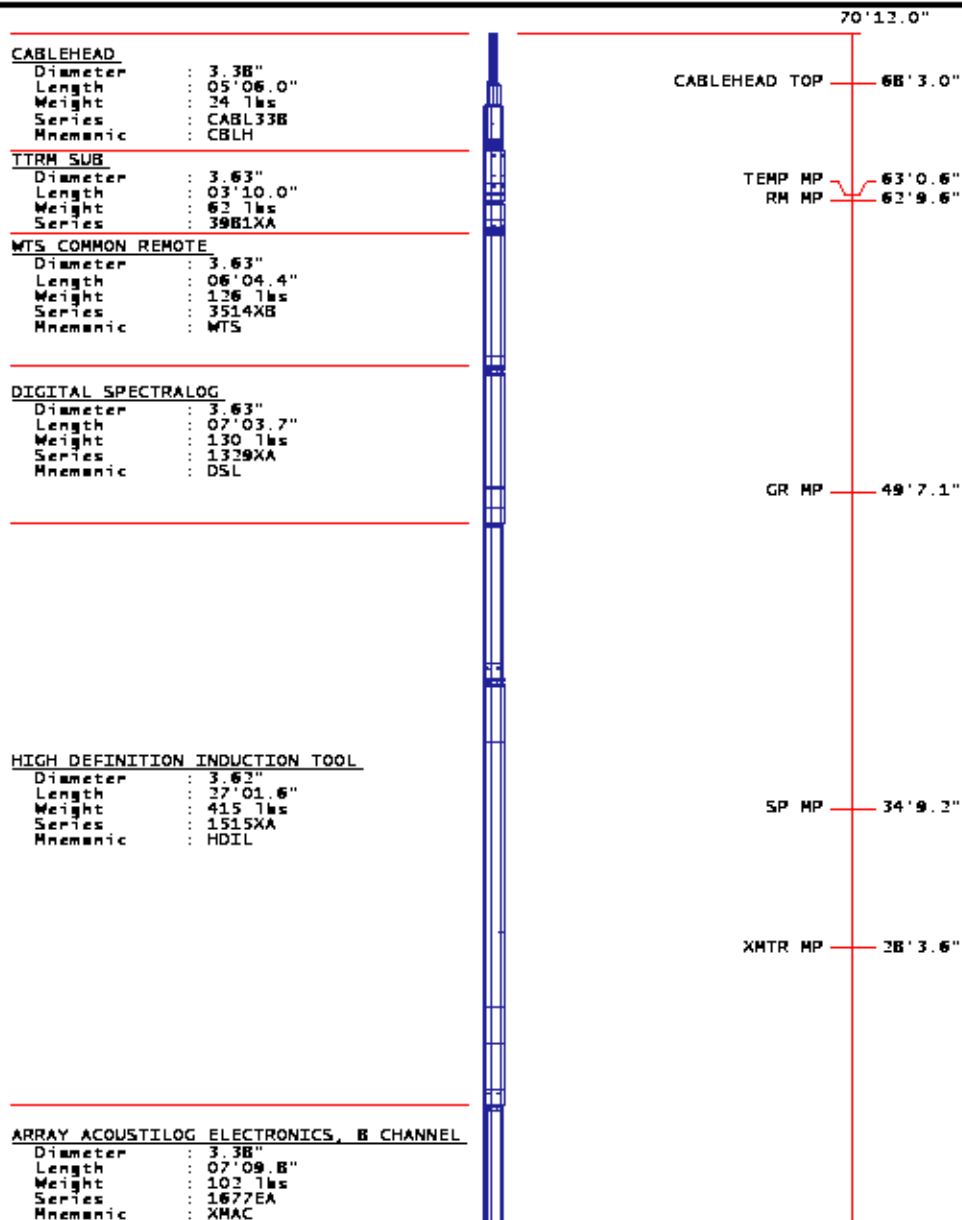 70'12.0"
CABLEHEAD
Diameter : 3.38"
Length : 05'06.0"
Weight : 24 lbs
Series : CABL338
Mnemonic : CBLH
CABLEHEAD TOP 68'3.0"
TTRM SUB
Diameter : 3.63"
Length : 03'10.0"
Weight : 62 lbs
Series : 3981XA
TEMP MP 63'0.6"
RM MP 62'9.6"
WTS COMMON REMOTE
Diameter : 3.63"
Length : 06'04.4"
Weight : 126 lbs
Series : 3514XB
Mnemonic : WTS
DIGITAL SPECTRALOG
Diameter : 3.63"
Length : 07'03.7"
Weight : 130 lbs
Series : 1329XA
Mnemonic : DSL
GR MP 49'7.1"
HIGH DEFINITION INDUCTION TOOL
Diameter : 3.62"
Length : 27'01.6"
Weight : 415 lbs
Series : 1515XA
Mnemonic : HDIL
SP MP 34'9.2"
XMTR MP 28'3.6"
ARRAY ACOUSTILOG ELECTRONICS, B CHANNEL
Diameter : 3.38"
Length : 07'09.8"
Weight : 102 lbs
Series : 1677EA
Mnemonic : XMAC